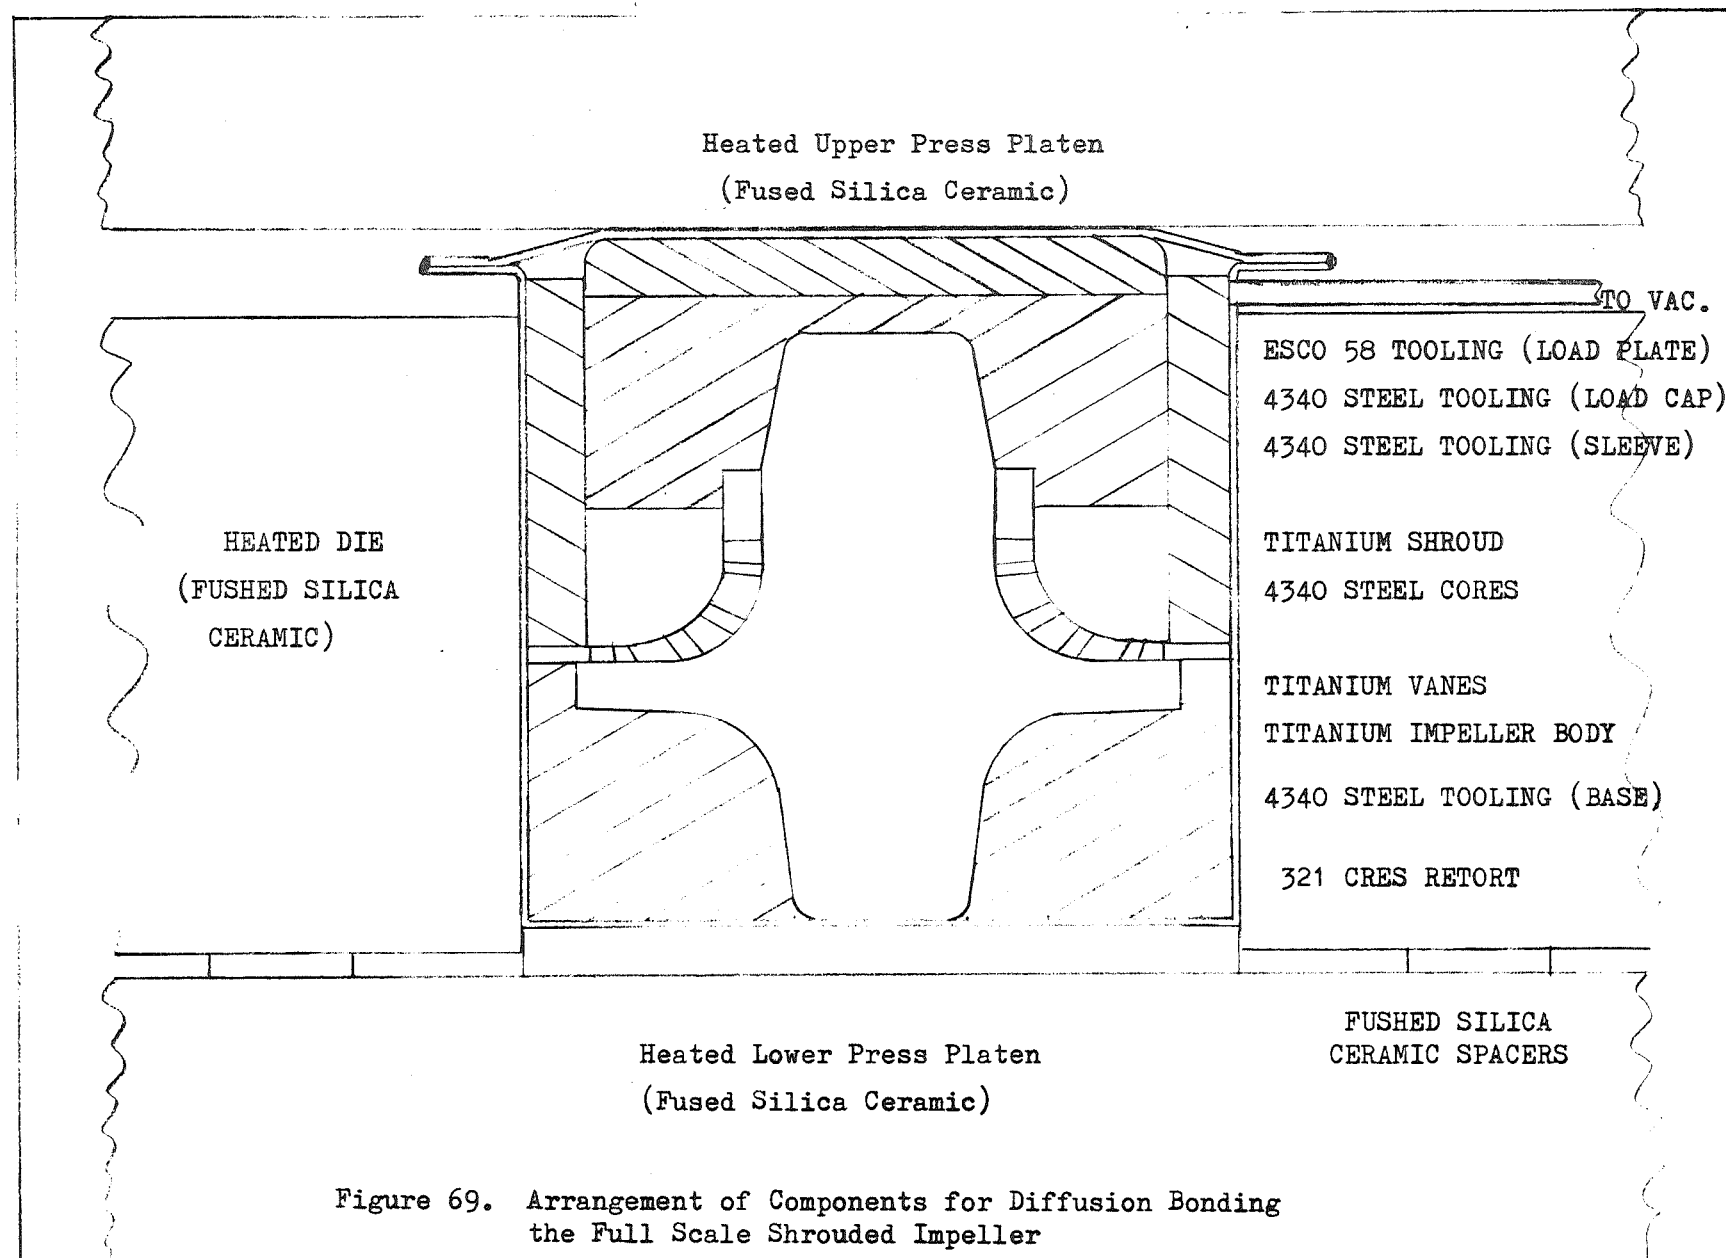 Heated Upper Press Platen
(Fused Silica Ceramic)
TO VAC.
ESCO 58 TOOLING (LOAD PLATE)
4340 STEEL TOOLING (LOAD CAP)
4340 STEEL TOOLING (SLEEVE)
HEATED DIE
(FUSHED SILICA
CERAMIC)
TITANIUM SHROUD
4340 STEEL CORES
TITANIUM VANES
TITANIUM IMPELLER BODY
4340 STEEL TOOLING (BASE)
321 CRES RETORT
FUSHED SILICA
CERAMIC SPACERS
Heated Lower Press Platen
(Fused Silica Ceramic)
Figure 69. Arrangement of Components for Diffusion Bonding
the Full Scale Shrouded Impeller